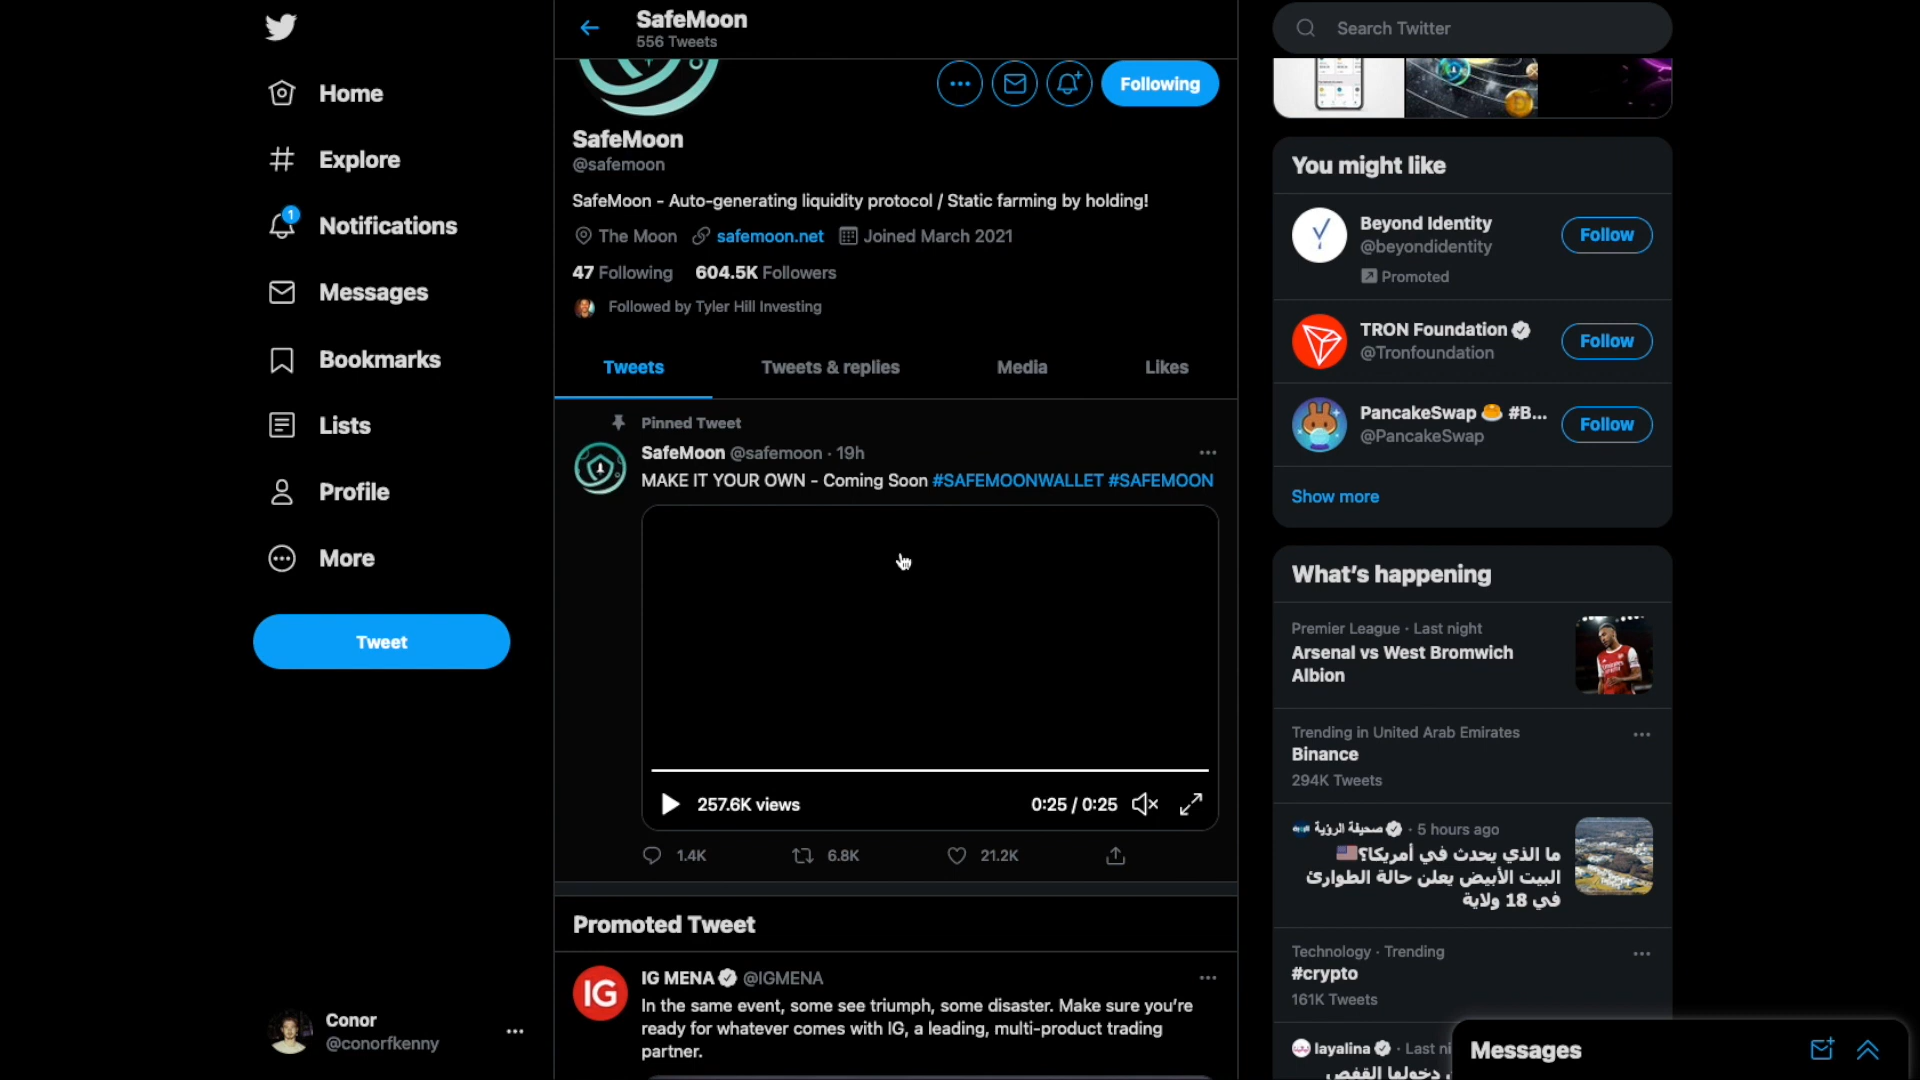 Home
Explore
1
Notifications
Messages
Bookmarks
Lists
Profile
More
Tweet
Conor
@conorfkenny
SafeMoon
556 Tweets
Following
SafeMoon
@safemoon
SafeMoon - Auto-generating liquidity protocol / Static farming by holding!
The Moon safemoon.net Joined March 2021
47 Following 604.5K Followers
Followed by Tyler Hill Investing
Tweets Tweets & replies Media Likes
Pinned Tweet
SafeMoon @safemoon · 19h
MAKE IT YOUR OWN - Coming Soon #SAFEMOONWALLET #SAFEMOON
257.6K views 0:25 / 0:25
1.4K 6.8K 21.2K
Promoted Tweet
IG
IG MENA @IGMENA
In the same event, some see triumph, some disaster. Make sure you're
ready for whatever comes with IG, a leading, multi-product trading
partner.
Search Twitter
You might like
Beyond Identity
@beyondidentity
Promoted
Follow
TRON Foundation
@Tronfoundation
Follow
PancakeSwap 🥞 #B...
@PancakeSwap
Follow
Show more
What's happening
Premier League · Last night
Arsenal vs West Bromwich
Albion
Trending in United Arab Emirates
Binance
294K Tweets
صحيفة الرؤية · 5 hours ago
ما الذي يحدث في أمريكا؟🇺🇸
البيت الأبيض يعلن حالة الطوارئ
في 18 ولاية
Technology · Trending
#crypto
161K Tweets
layalina · Last
دخولها القفص
Messages